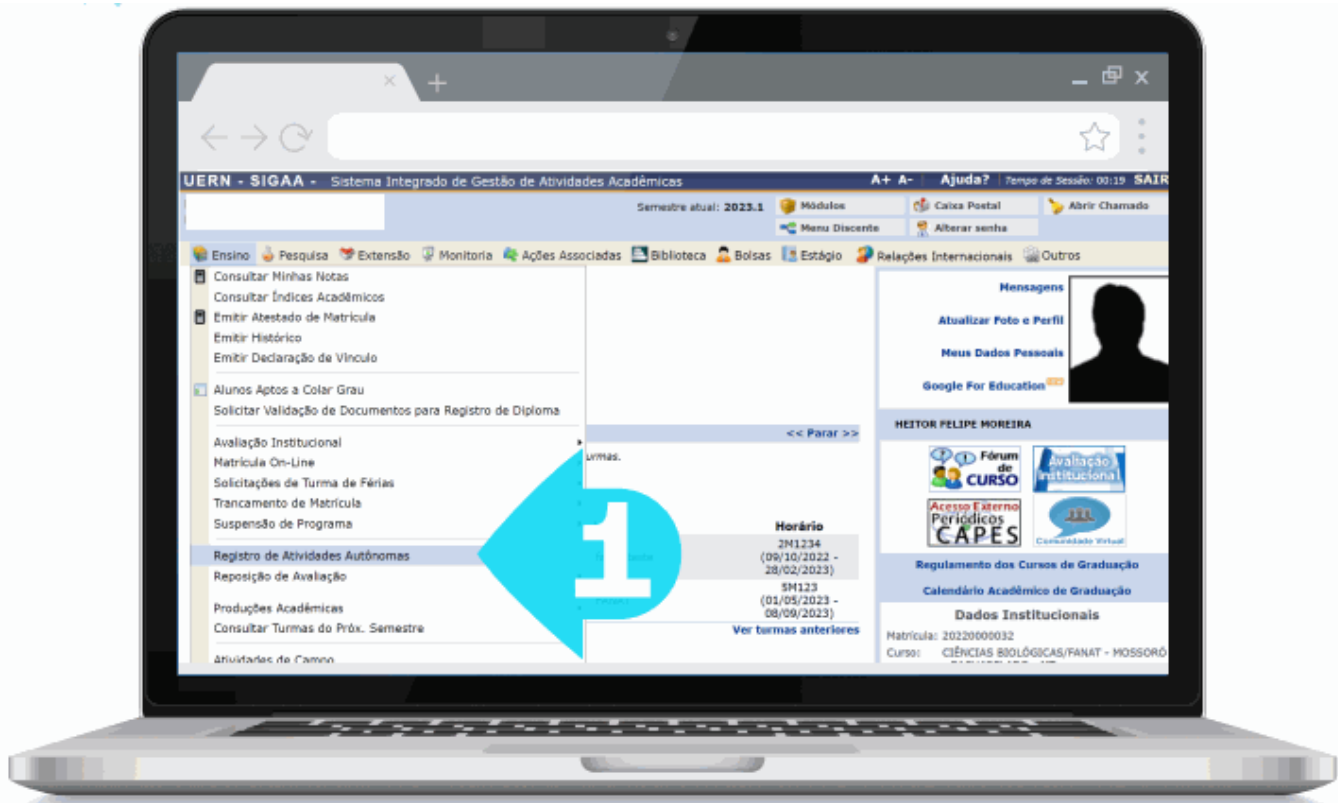 UERN - SIGAA - Sistema Integrado de Gestão de Atividades Acadêmicas A+ A- Ajuda? Tempo de Sessão: 00:19 SAIR
Semestre atual: 2023.1 Módulos Caixa Postal Abrir Chamado
Menu Discente Alterar senha
Ensino Pesquisa Extensão Monitoria Ações Associadas Biblioteca Bolsas Estágio Relações Internacionais Outros
Consultar Minhas Notas
Consultar Índices Acadêmicos
Emitir Atestado de Matrícula
Emitir Histórico
Emitir Declaração de Vínculo
Alunos Aptos a Colar Grau
Solicitar Validação de Documentos para Registro de Diploma
Avaliação Institucional
Matrícula On-Line
Solicitações de Turma de Férias
Trancamento de Matrícula
Suspensão de Programa
Registro de Atividades Autônomas
Reposição de Avaliação
Produções Acadêmicas
Consultar Turmas do Próx. Semestre
Atividades de Campo
1
<< Parar >>
urmas.
Horário
2M1234
(09/10/2022 -
28/02/2023)
5M123
(01/05/2023 -
08/09/2023)
Ver turmas anteriores
Mensagens
Atualizar Foto e Perfil
Meus Dados Pessoais
Google For Education
HEITOR FELIPE MOREIRA
Fórum
de
CURSO
Avaliação
Institucional
Acesso Externo
Periódicos
CAPES
Comunidade Virtual
Regulamento dos Cursos de Graduação
Calendário Acadêmico de Graduação
Dados Institucionais
Matrícula: 20220000032
Curso: CIÊNCIAS BIOLÓGICAS/FANAT - MOSSORÓ